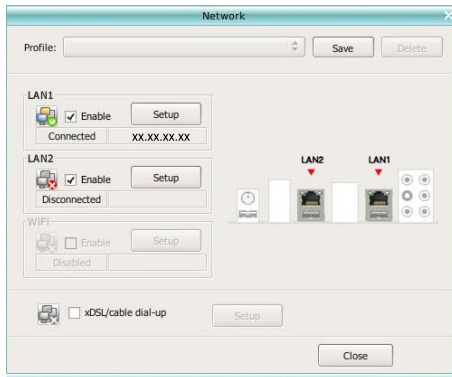 Network
Profile: Save Delete
LAN1
Enable Setup
Connected XX.XX.XX.XX
LAN2
Enable Setup
Disconnected
WiFi
Enable Setup
Disabled
LAN2 LAN1
xDSL/cable dial-up Setup
Close